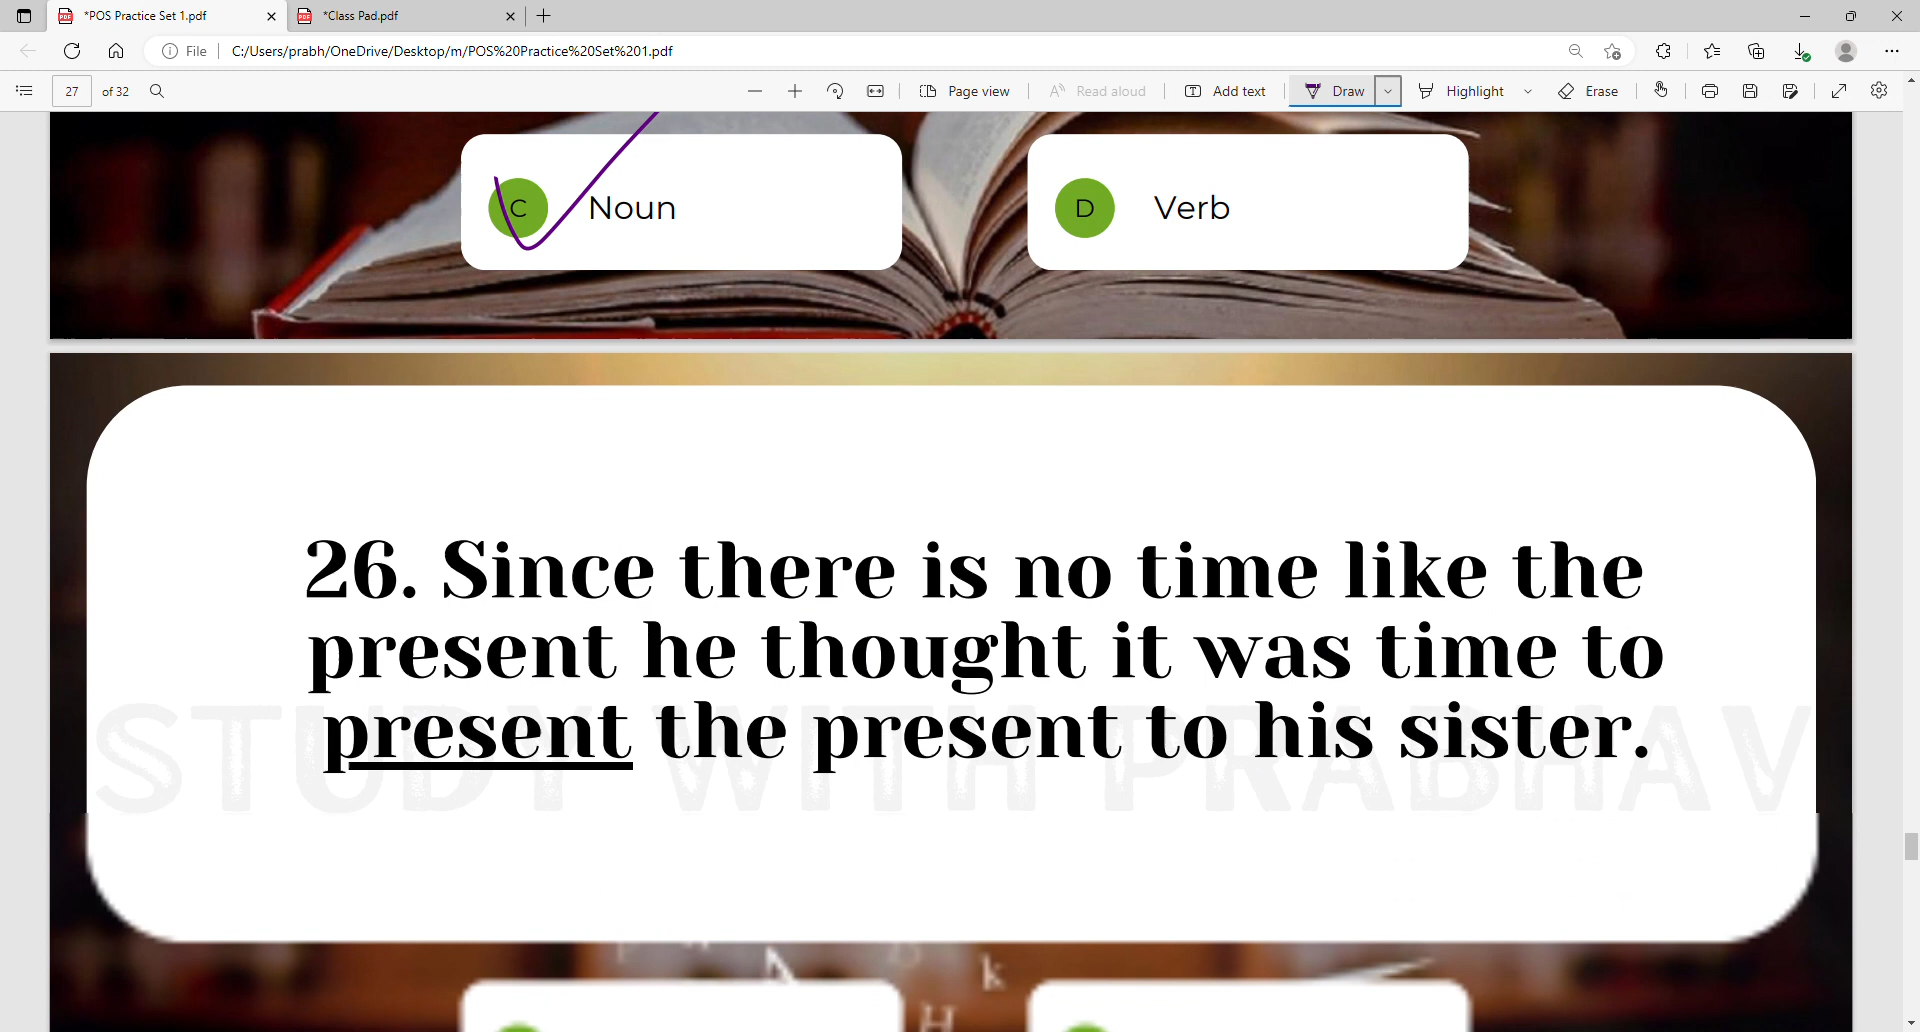 *POS Practice Set 1.pdf
*Class Pad.pdf
File
C:/Users/prabh/OneDrive/Desktop/m/POS%20Practice%20Set%201.pdf
27 of 32
Page view
Read aloud
Add text
Draw
Highlight
Erase
C Noun
D Verb
26. Since there is no time like the
present he thought it was time to
present the present to his sister.
STUDY WITH PRABHAV
k
H